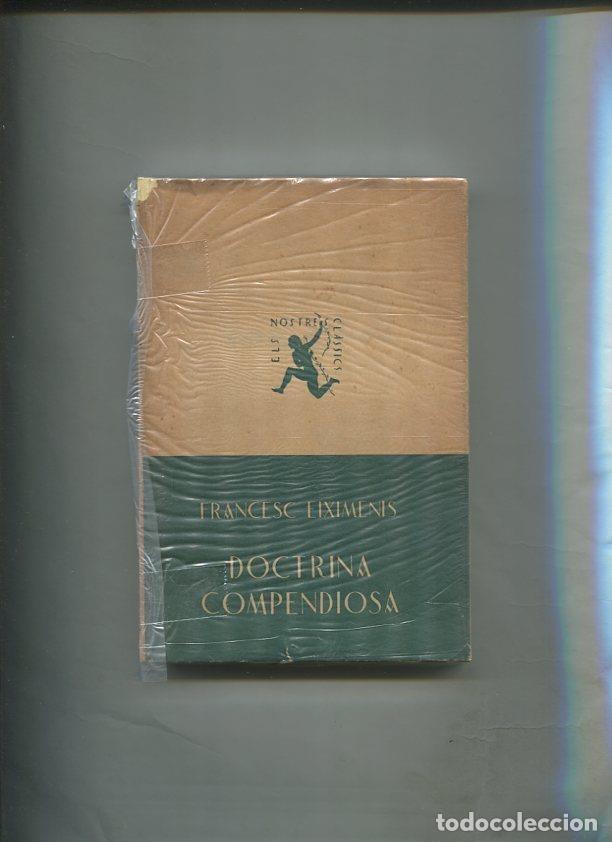 ELS NOSTRES CLÀSSICS
FRANCESC EIXIMENIS
DOCTRINA
COMPENDIOSA
todocoleccion